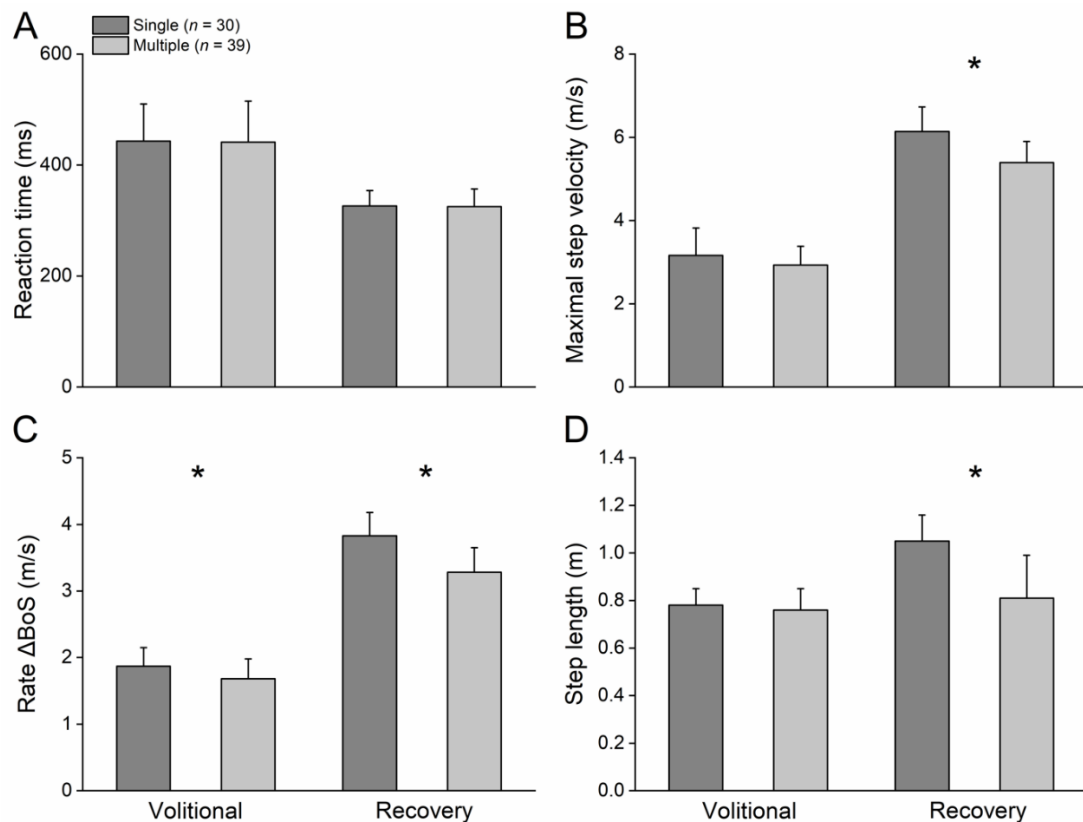 A
Single (n = 30)
Multiple (n = 39)
600
400
200
0
Reaction time (ms)
B
8
6
4
2
0
Maximal step velocity (m/s)
*
C
5
4
3
2
1
0
Rate ΔBoS (m/s)
*
*
Volitional
Recovery
D
1.4
1.2
1.0
0.8
0.6
0.4
0.2
0.0
Step length (m)
*
Volitional
Recovery